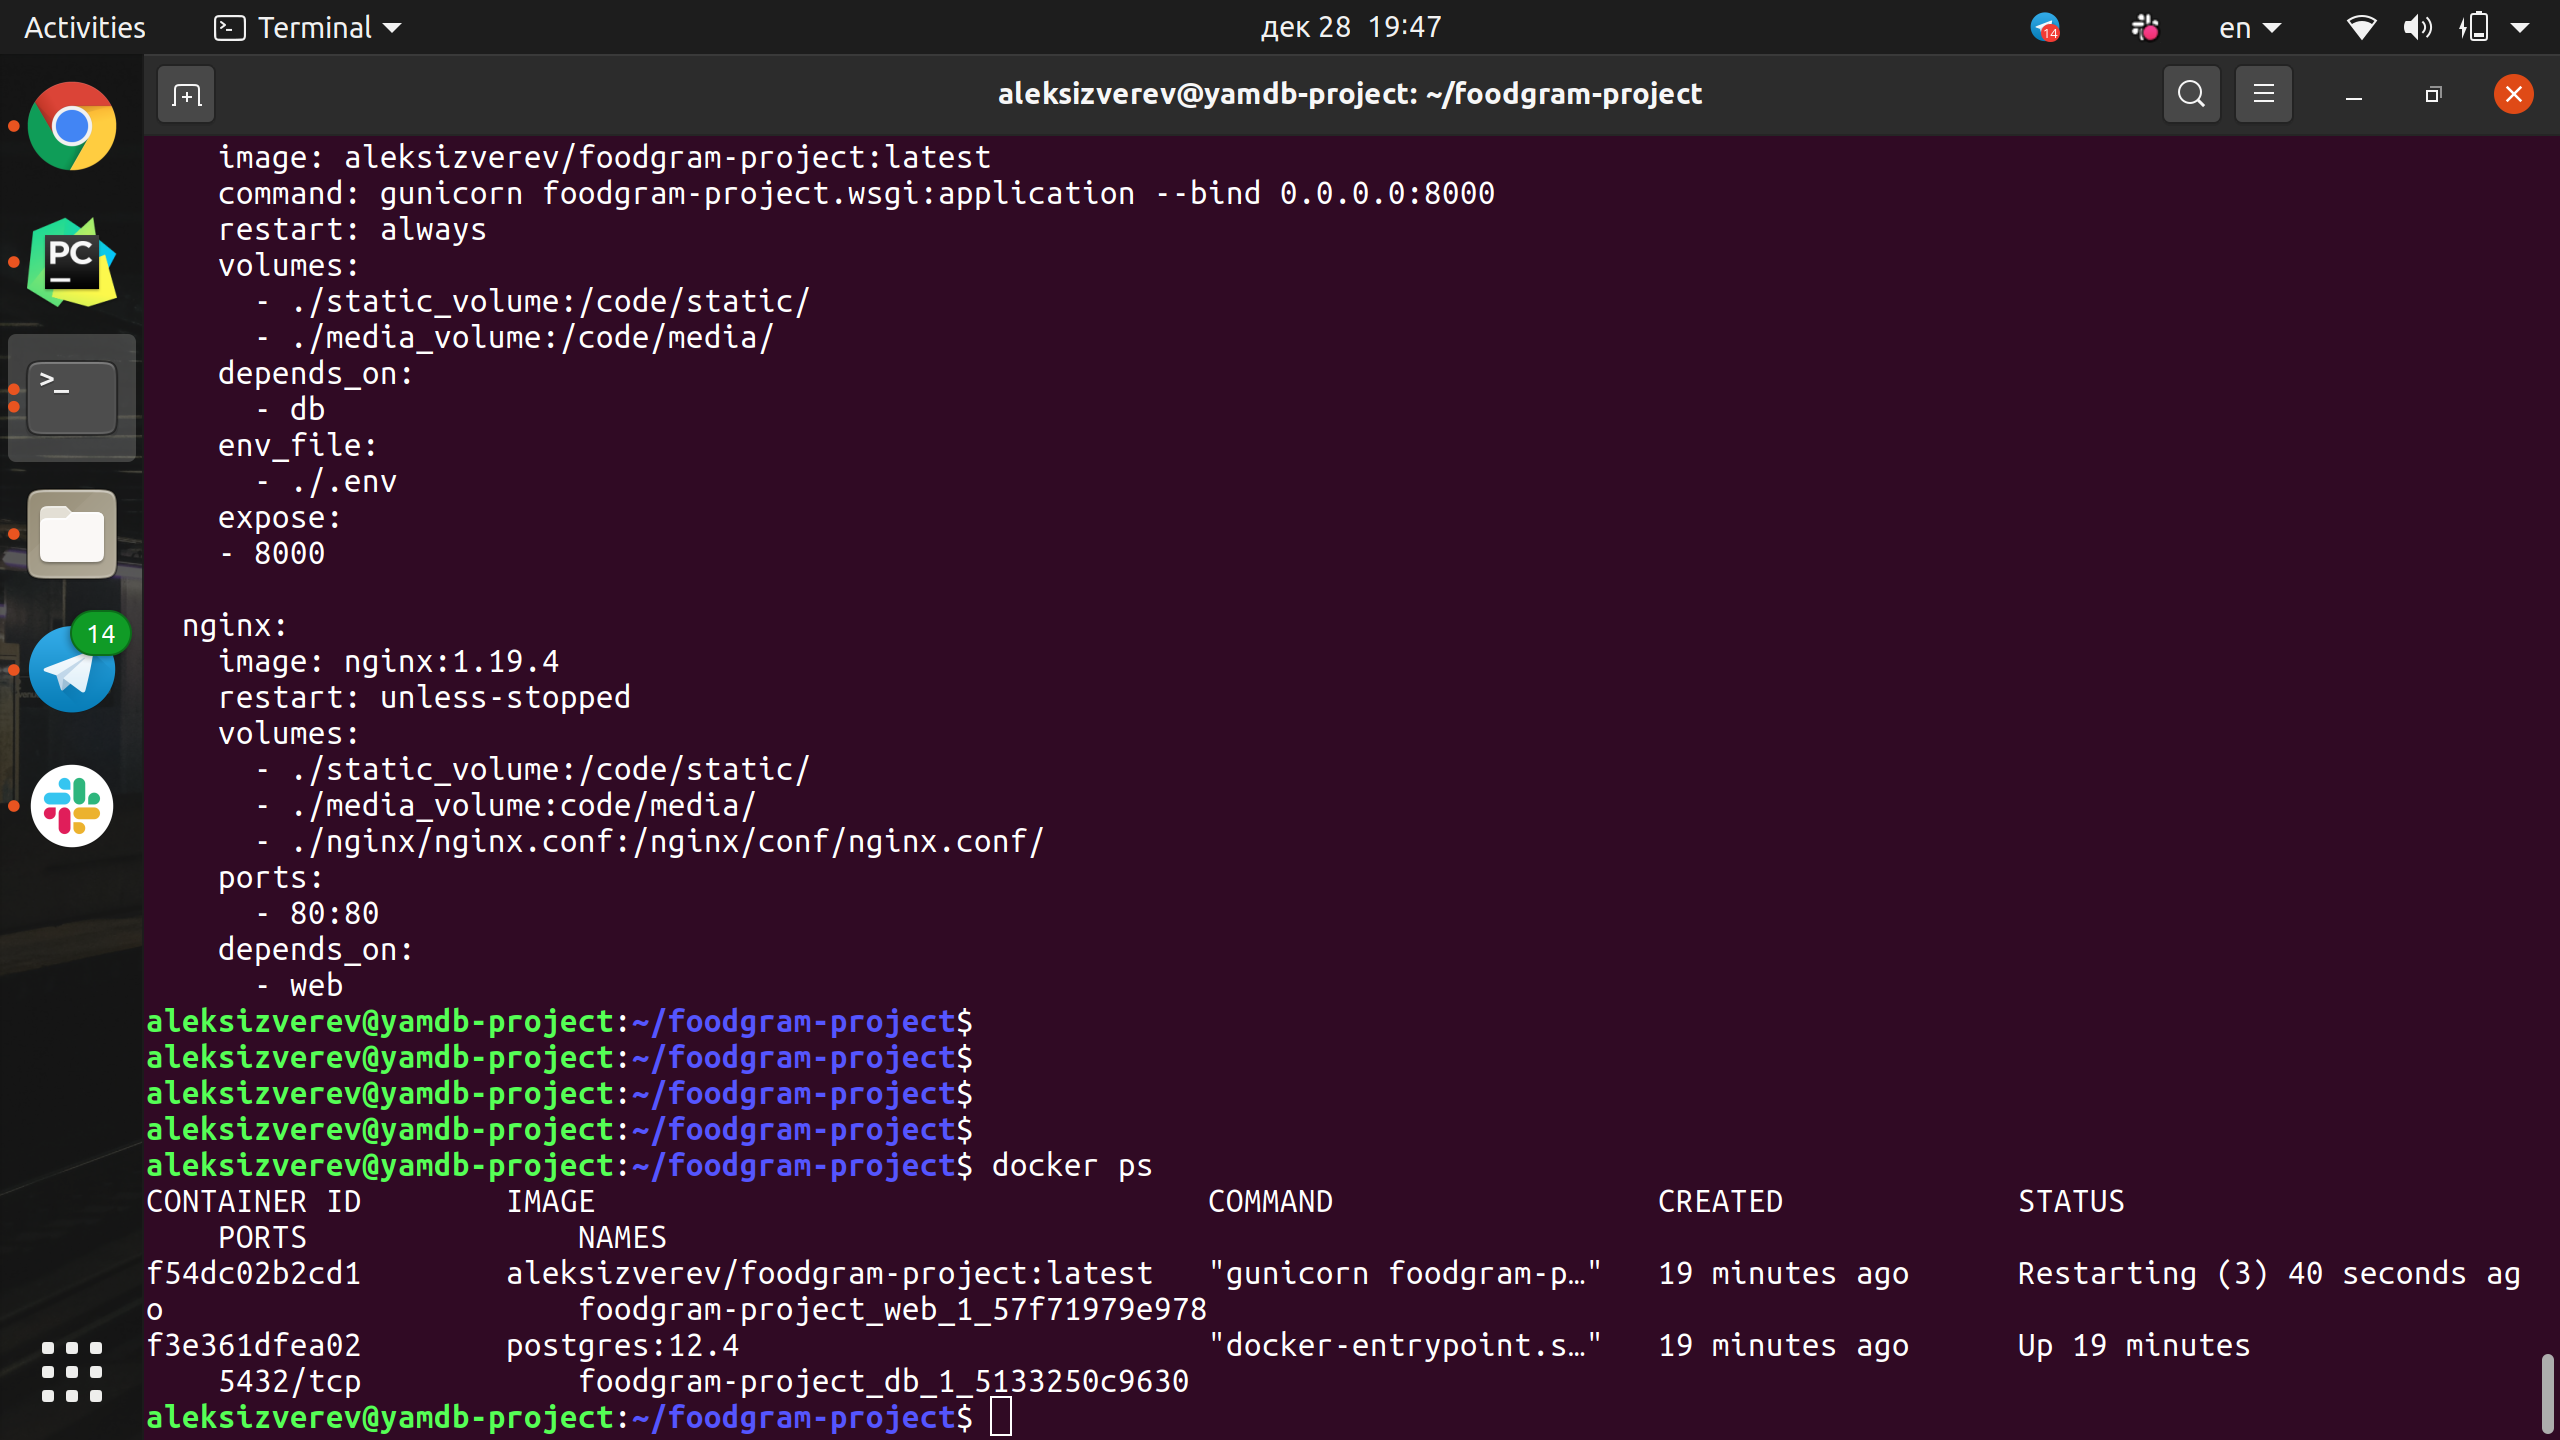 Activities
Terminal
дек 28 19:47
14
en
aleksizverev@yamdb-project: ~/foodgram-project
PC
>_
14
    image: aleksizverev/foodgram-project:latest
    command: gunicorn foodgram-project.wsgi:application --bind 0.0.0.0:8000
    restart: always
    volumes:
      - ./static_volume:/code/static/
      - ./media_volume:/code/media/
    depends_on:
      - db
    env_file:
      - ./.env
    expose:
    - 8000
  nginx:
    image: nginx:1.19.4
    restart: unless-stopped
    volumes:
      - ./static_volume:/code/static/
      - ./media_volume:code/media/
      - ./nginx/nginx.conf:/nginx/conf/nginx.conf/
    ports:
      - 80:80
    depends_on:
      - web
aleksizverev@yamdb-project:~/foodgram-project$
aleksizverev@yamdb-project:~/foodgram-project$
aleksizverev@yamdb-project:~/foodgram-project$
aleksizverev@yamdb-project:~/foodgram-project$
aleksizverev@yamdb-project:~/foodgram-project$ docker ps
CONTAINER ID        IMAGE                                  COMMAND                  CREATED             STATUS
    PORTS               NAMES
f54dc02b2cd1        aleksizverev/foodgram-project:latest   "gunicorn foodgram-p…"   19 minutes ago      Restarting (3) 40 seconds ag
o                       foodgram-project_web_1_57f71979e978
f3e361dfea02        postgres:12.4                          "docker-entrypoint.s…"   19 minutes ago      Up 19 minutes
    5432/tcp            foodgram-project_db_1_5133250c9630
aleksizverev@yamdb-project:~/foodgram-project$